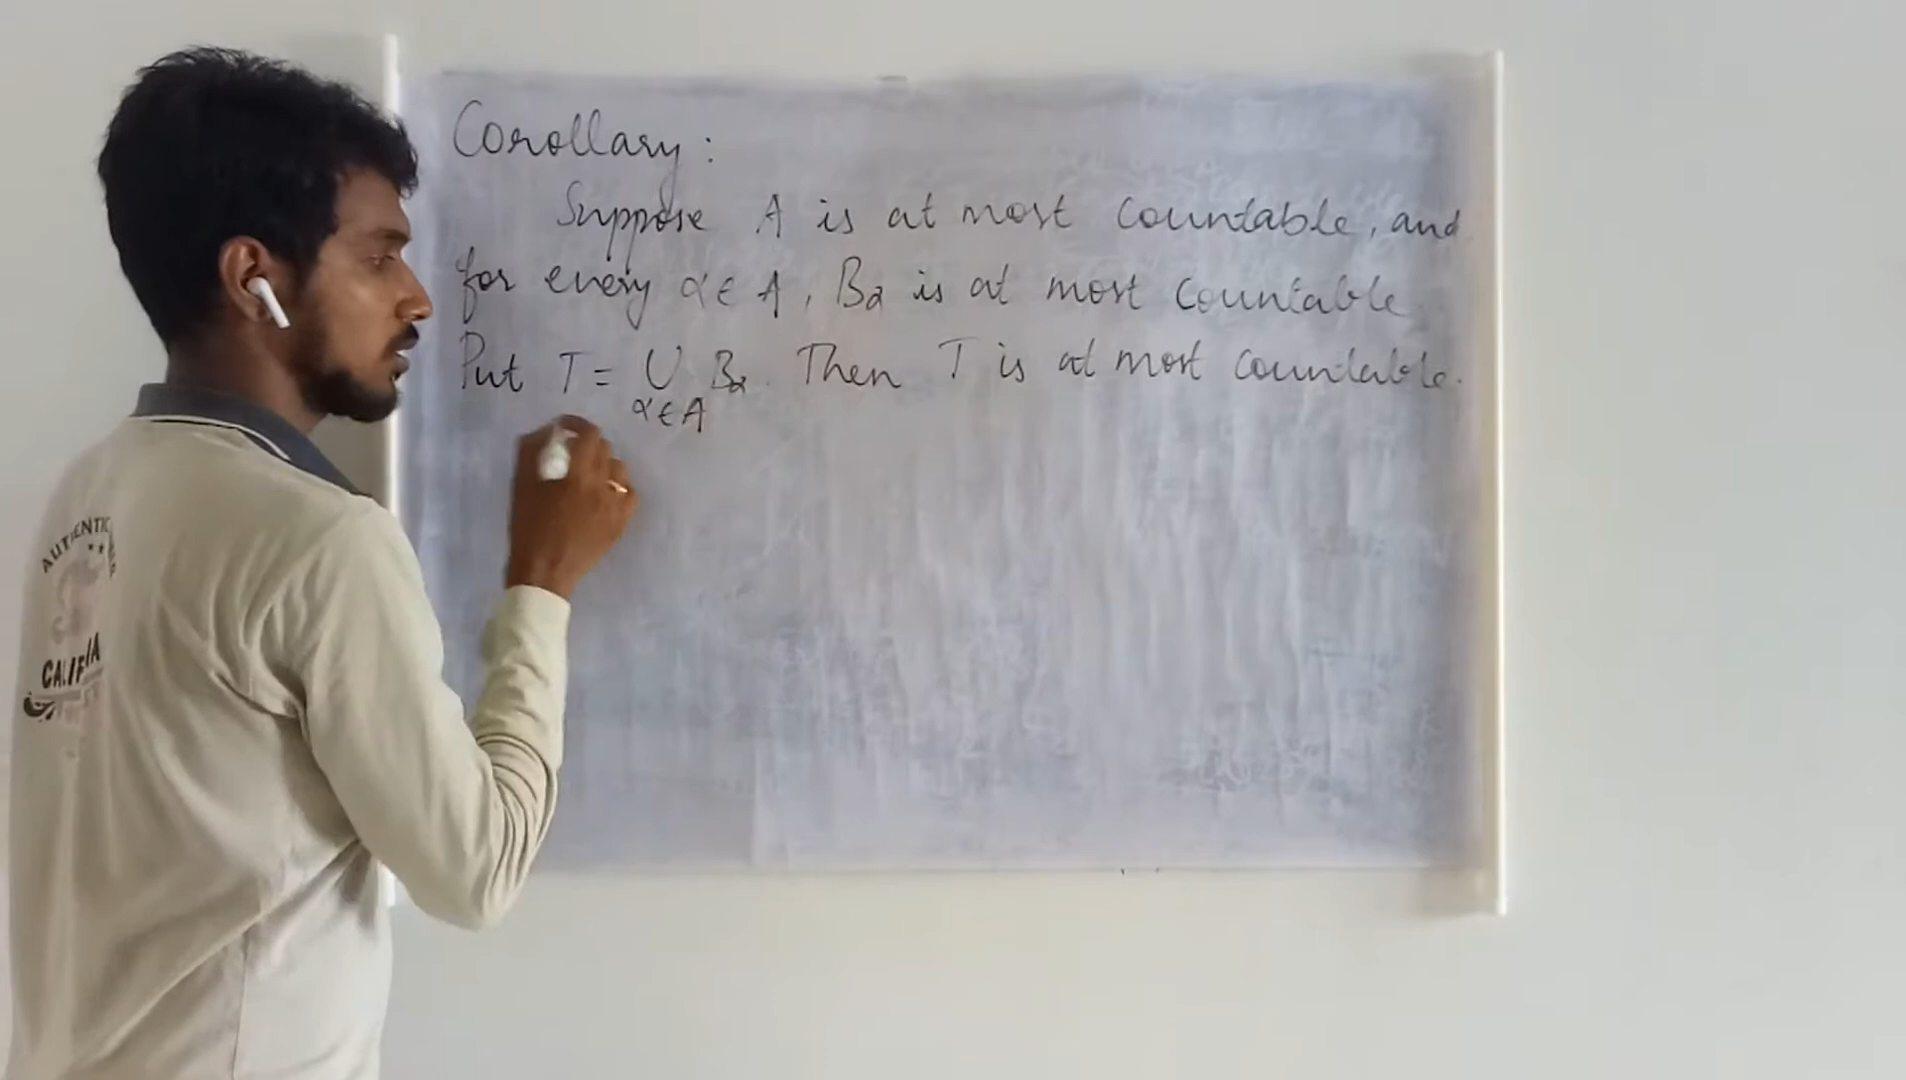 Corollary:
Suppose A is at most countable, and
for every α ∈ A, Bα is at most countable
Put T = ∪ Bα. Then T is at most countable.
α ∈ A
AUTHENTIC